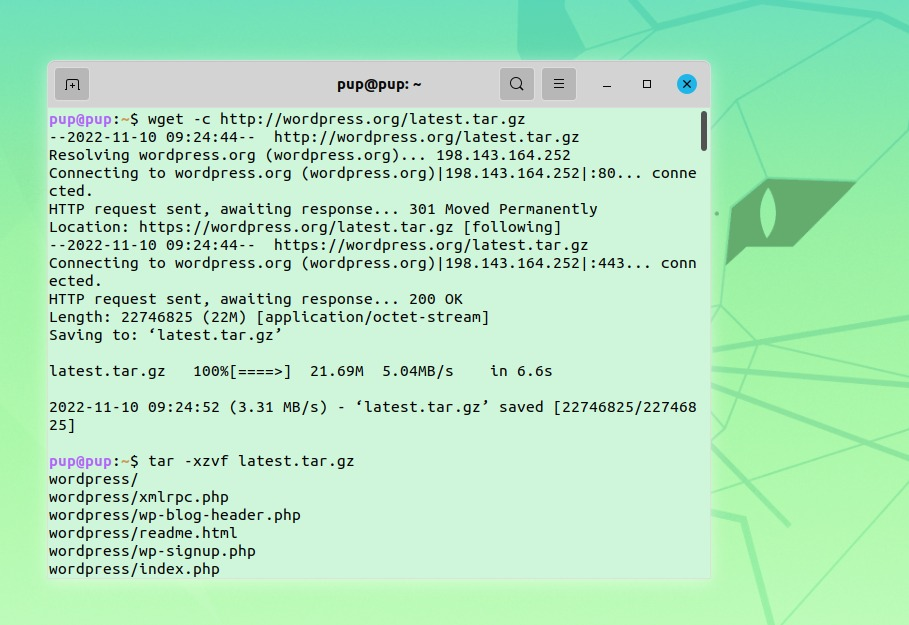 pup@pup: ~
pup@pup:~$ wget -c http://wordpress.org/latest.tar.gz
--2022-11-10 09:24:44--  http://wordpress.org/latest.tar.gz
Resolving wordpress.org (wordpress.org)... 198.143.164.252
Connecting to wordpress.org (wordpress.org)|198.143.164.252|:80... conne
cted.
HTTP request sent, awaiting response... 301 Moved Permanently
Location: https://wordpress.org/latest.tar.gz [following]
--2022-11-10 09:24:44--  https://wordpress.org/latest.tar.gz
Connecting to wordpress.org (wordpress.org)|198.143.164.252|:443... conn
ected.
HTTP request sent, awaiting response... 200 OK
Length: 22746825 (22M) [application/octet-stream]
Saving to: ‘latest.tar.gz’
latest.tar.gz   100%[====>]  21.69M  5.04MB/s    in 6.6s
2022-11-10 09:24:52 (3.31 MB/s) - ‘latest.tar.gz’ saved [22746825/227468
25]
pup@pup:~$ tar -xzvf latest.tar.gz
wordpress/
wordpress/xmlrpc.php
wordpress/wp-blog-header.php
wordpress/readme.html
wordpress/wp-signup.php
wordpress/index.php